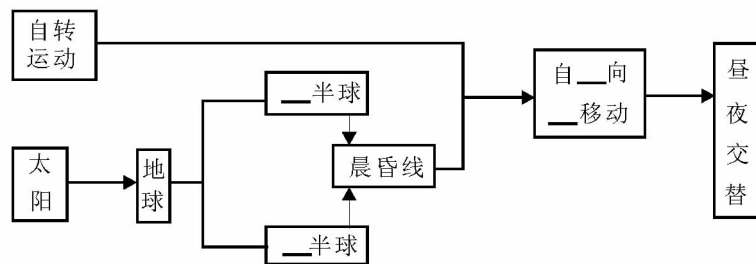 自转
运动
__半球
自__向
__移动
昼
夜
交
替
太
阳
地
球
晨昏线
__半球